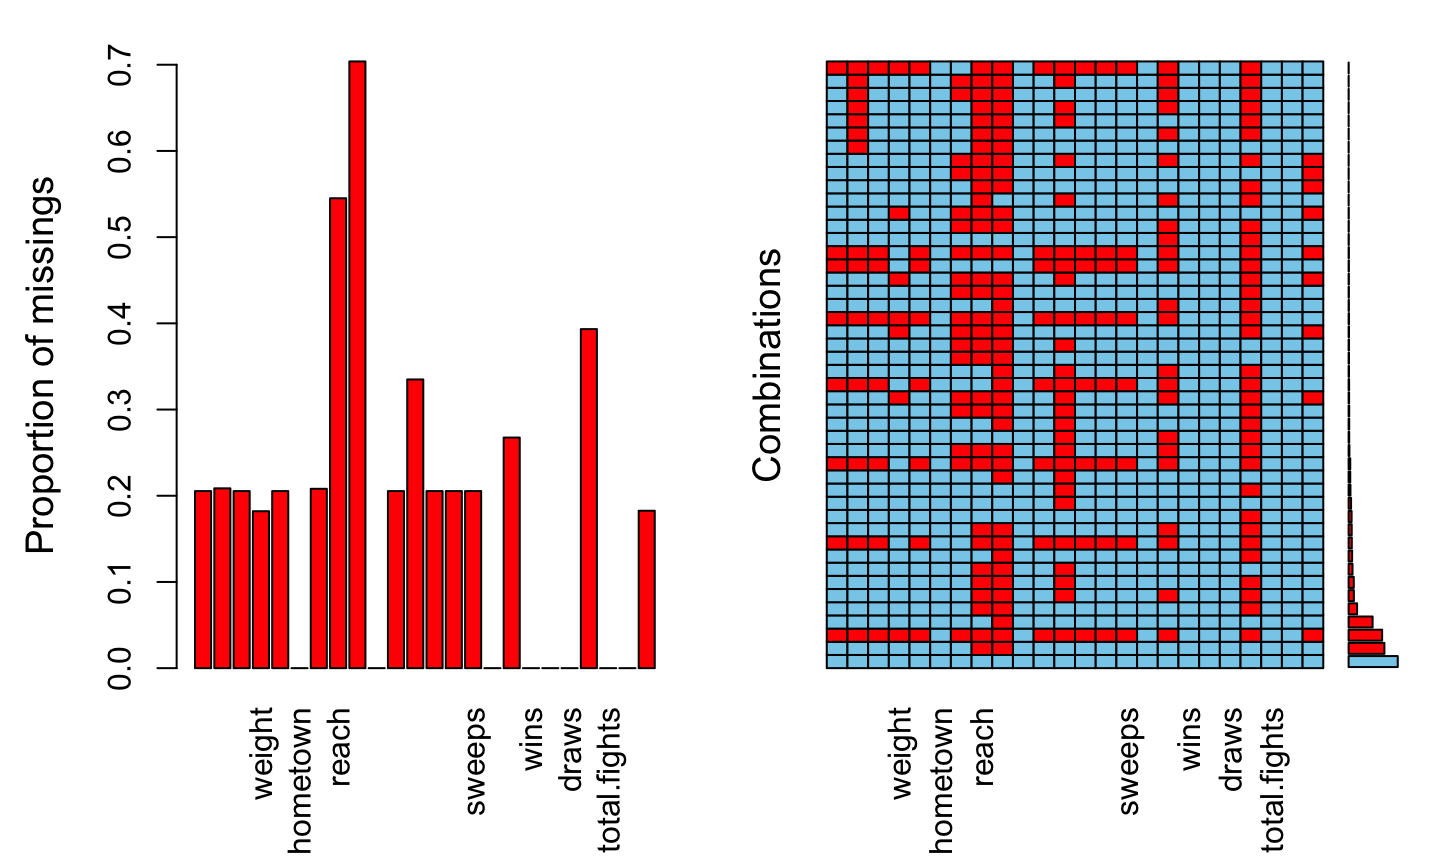 Proportion of missings
0.7
0.6
0.5
0.4
0.3
0.2
0.1
0.0
weight
hometown
reach
sweeps
wins
draws
total.fights
Combinations
weight
hometown
reach
sweeps
wins
draws
total.fights